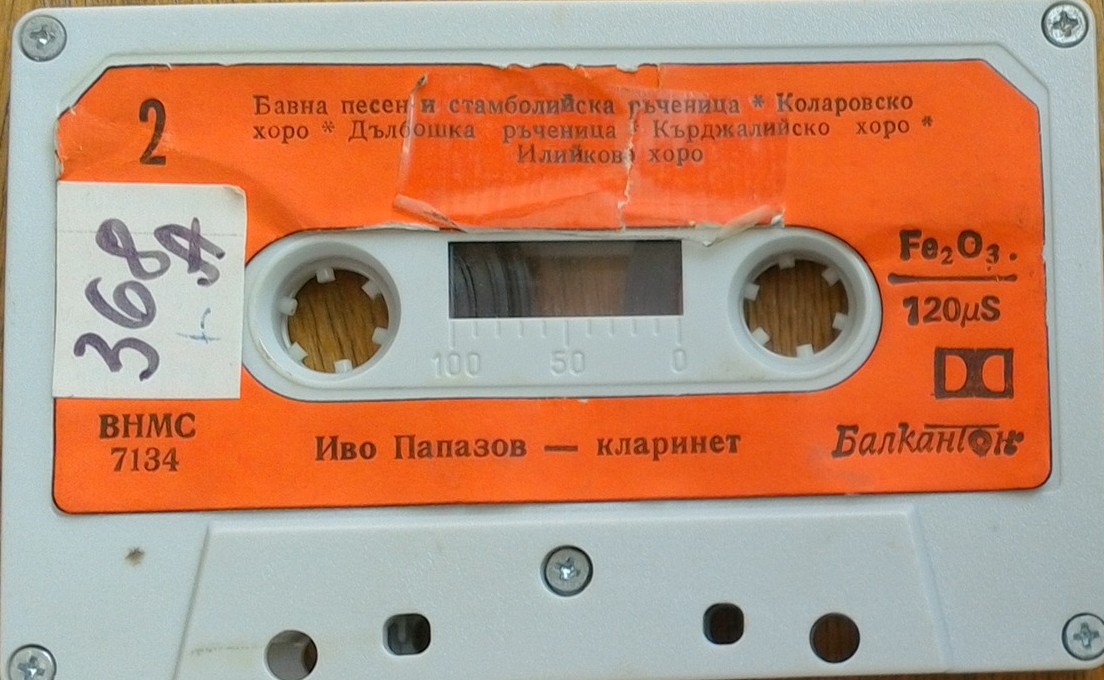 2
Бавна песен и стамболийска ръченица * Коларовско
хоро * Дълбошка ръченица * Кърджалийско хоро *
Илийково хоро
368
A
Fe₂O₃.
120µS
100 50 0
ВНМС
7134
Иво Папазов — кларинет
Балкантон